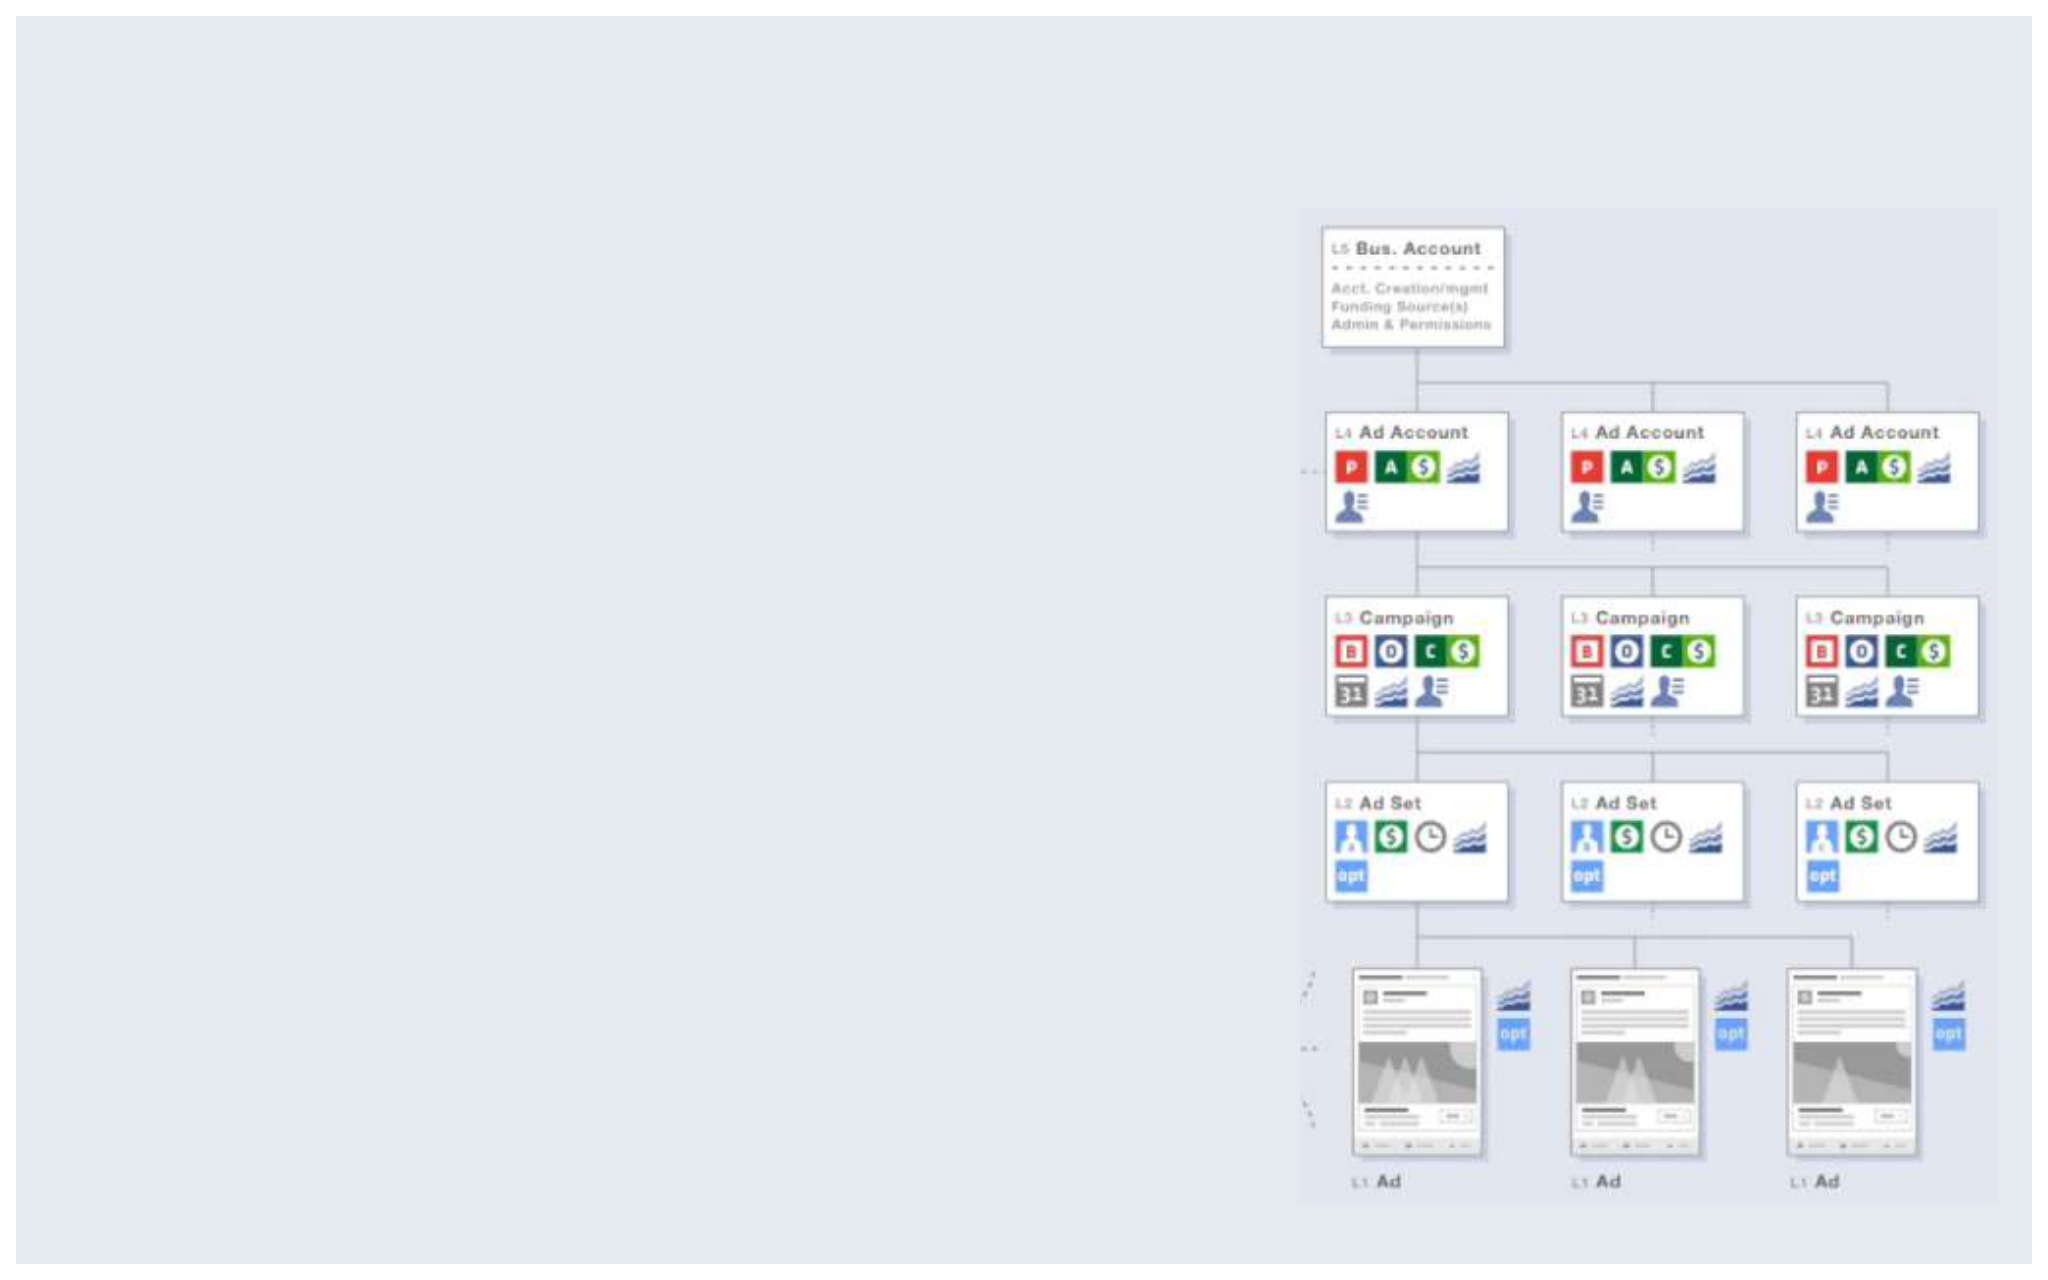 L5 Bus. Account
Acct. Creation/mgmt
Funding Source(s)
Admin & Permissions
L4 Ad Account
P A $
L4 Ad Account
P A $
L4 Ad Account
P A $
L3 Campaign
B O C $
31
L3 Campaign
B O C $
31
L3 Campaign
B O C $
31
L2 Ad Set
$
opt
L2 Ad Set
$
opt
L2 Ad Set
$
opt
opt
opt
opt
L1 Ad
L1 Ad
L1 Ad